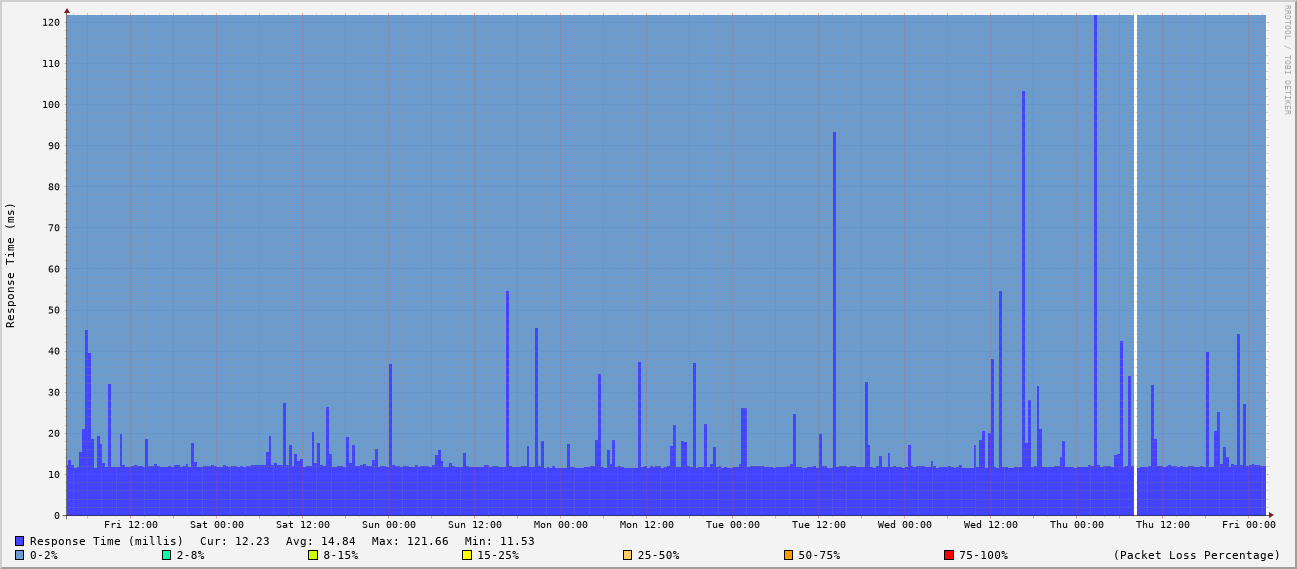 RRDTOOL / TOBI OETIKER
Response Time (ms)
120
110
100
90
80
70
60
50
40
30
20
10
0
Fri 12:00 Sat 00:00 Sat 12:00 Sun 00:00 Sun 12:00 Mon 00:00 Mon 12:00 Tue 00:00 Tue 12:00 Wed 00:00 Wed 12:00 Thu 00:00 Thu 12:00 Fri 00:00
Response Time (millis) Cur: 12.23 Avg: 14.84 Max: 121.66 Min: 11.53
0-2% 2-8% 8-15% 15-25% 25-50% 50-75% 75-100% (Packet Loss Percentage)